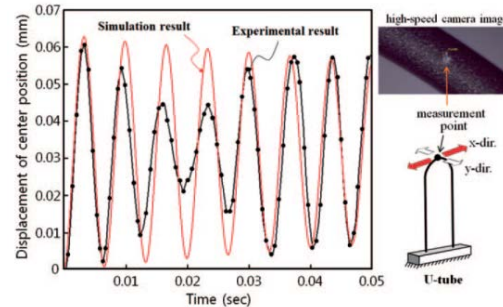 Displacement of center position (mm)
0.07
0.06
0.05
0.04
0.03
0.02
0.01
0
Simulation result
Experimental result
0.01
0.02
0.03
0.04
0.05
Time (sec)
high-speed camera image
measurement
point
x-dir.
y-dir.
U-tube